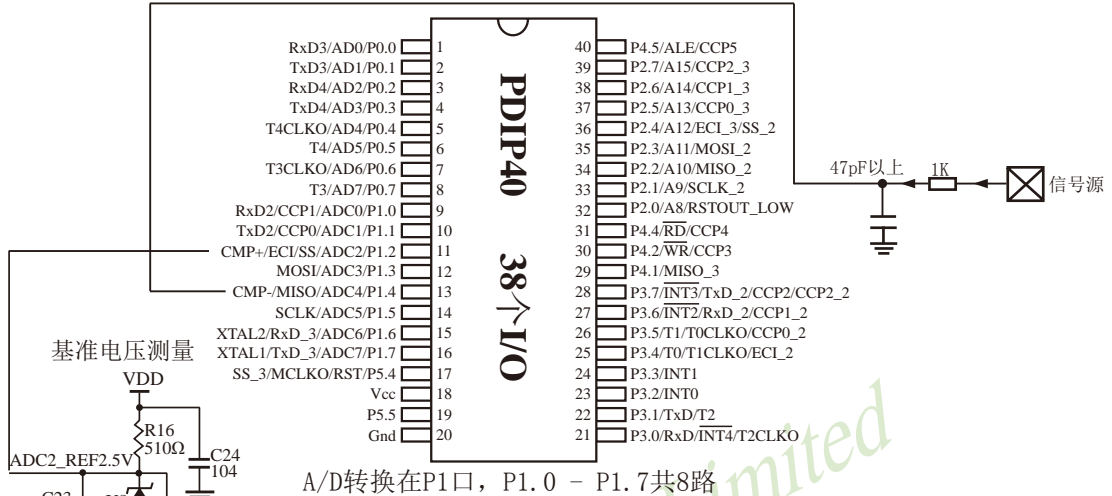 RxD3/AD0/P0.0 1
TxD3/AD1/P0.1 2
RxD4/AD2/P0.2 3
TxD4/AD3/P0.3 4
T4CLKO/AD4/P0.4 5
T4/AD5/P0.5 6
T3CLKO/AD6/P0.6 7
T3/AD7/P0.7 8
RxD2/CCP1/ADC0/P1.0 9
TxD2/CCP0/ADC1/P1.1 10
CMP+/ECI/SS/ADC2/P1.2 11
MOSI/ADC3/P1.3 12
CMP-/MISO/ADC4/P1.4 13
SCLK/ADC5/P1.5 14
XTAL2/RxD_3/ADC6/P1.6 15
XTAL1/TxD_3/ADC7/P1.7 16
SS_3/MCLKO/RST/P5.4 17
Vcc 18
P5.5 19
Gnd 20
PDIP40 38个I/O
40 P4.5/ALE/CCP5
39 P2.7/A15/CCP2_3
38 P2.6/A14/CCP1_3
37 P2.5/A13/CCP0_3
36 P2.4/A12/ECI_3/SS_2
35 P2.3/A11/MOSI_2
34 P2.2/A10/MISO_2
33 P2.1/A9/SCLK_2
32 P2.0/A8/RSTOUT_LOW
31 P4.4/RD/CCP4
30 P4.2/WR/CCP3
29 P4.1/MISO_3
28 P3.7/INT3/TxD_2/CCP2/CCP2_2
27 P3.6/INT2/RxD_2/CCP1_2
26 P3.5/T1/T0CLKO/CCP0_2
25 P3.4/T0/T1CLKO/ECI_2
24 P3.3/INT1
23 P3.2/INT0
22 P3.1/TxD/T2
21 P3.0/RxD/INT4/T2CLKO
47pF以上 1K 信号源
基准电压测量
VDD
R16
510Ω
C24
104
ADC2_REF2.5V
A/D转换在P1口，P1.0 - P1.7共8路